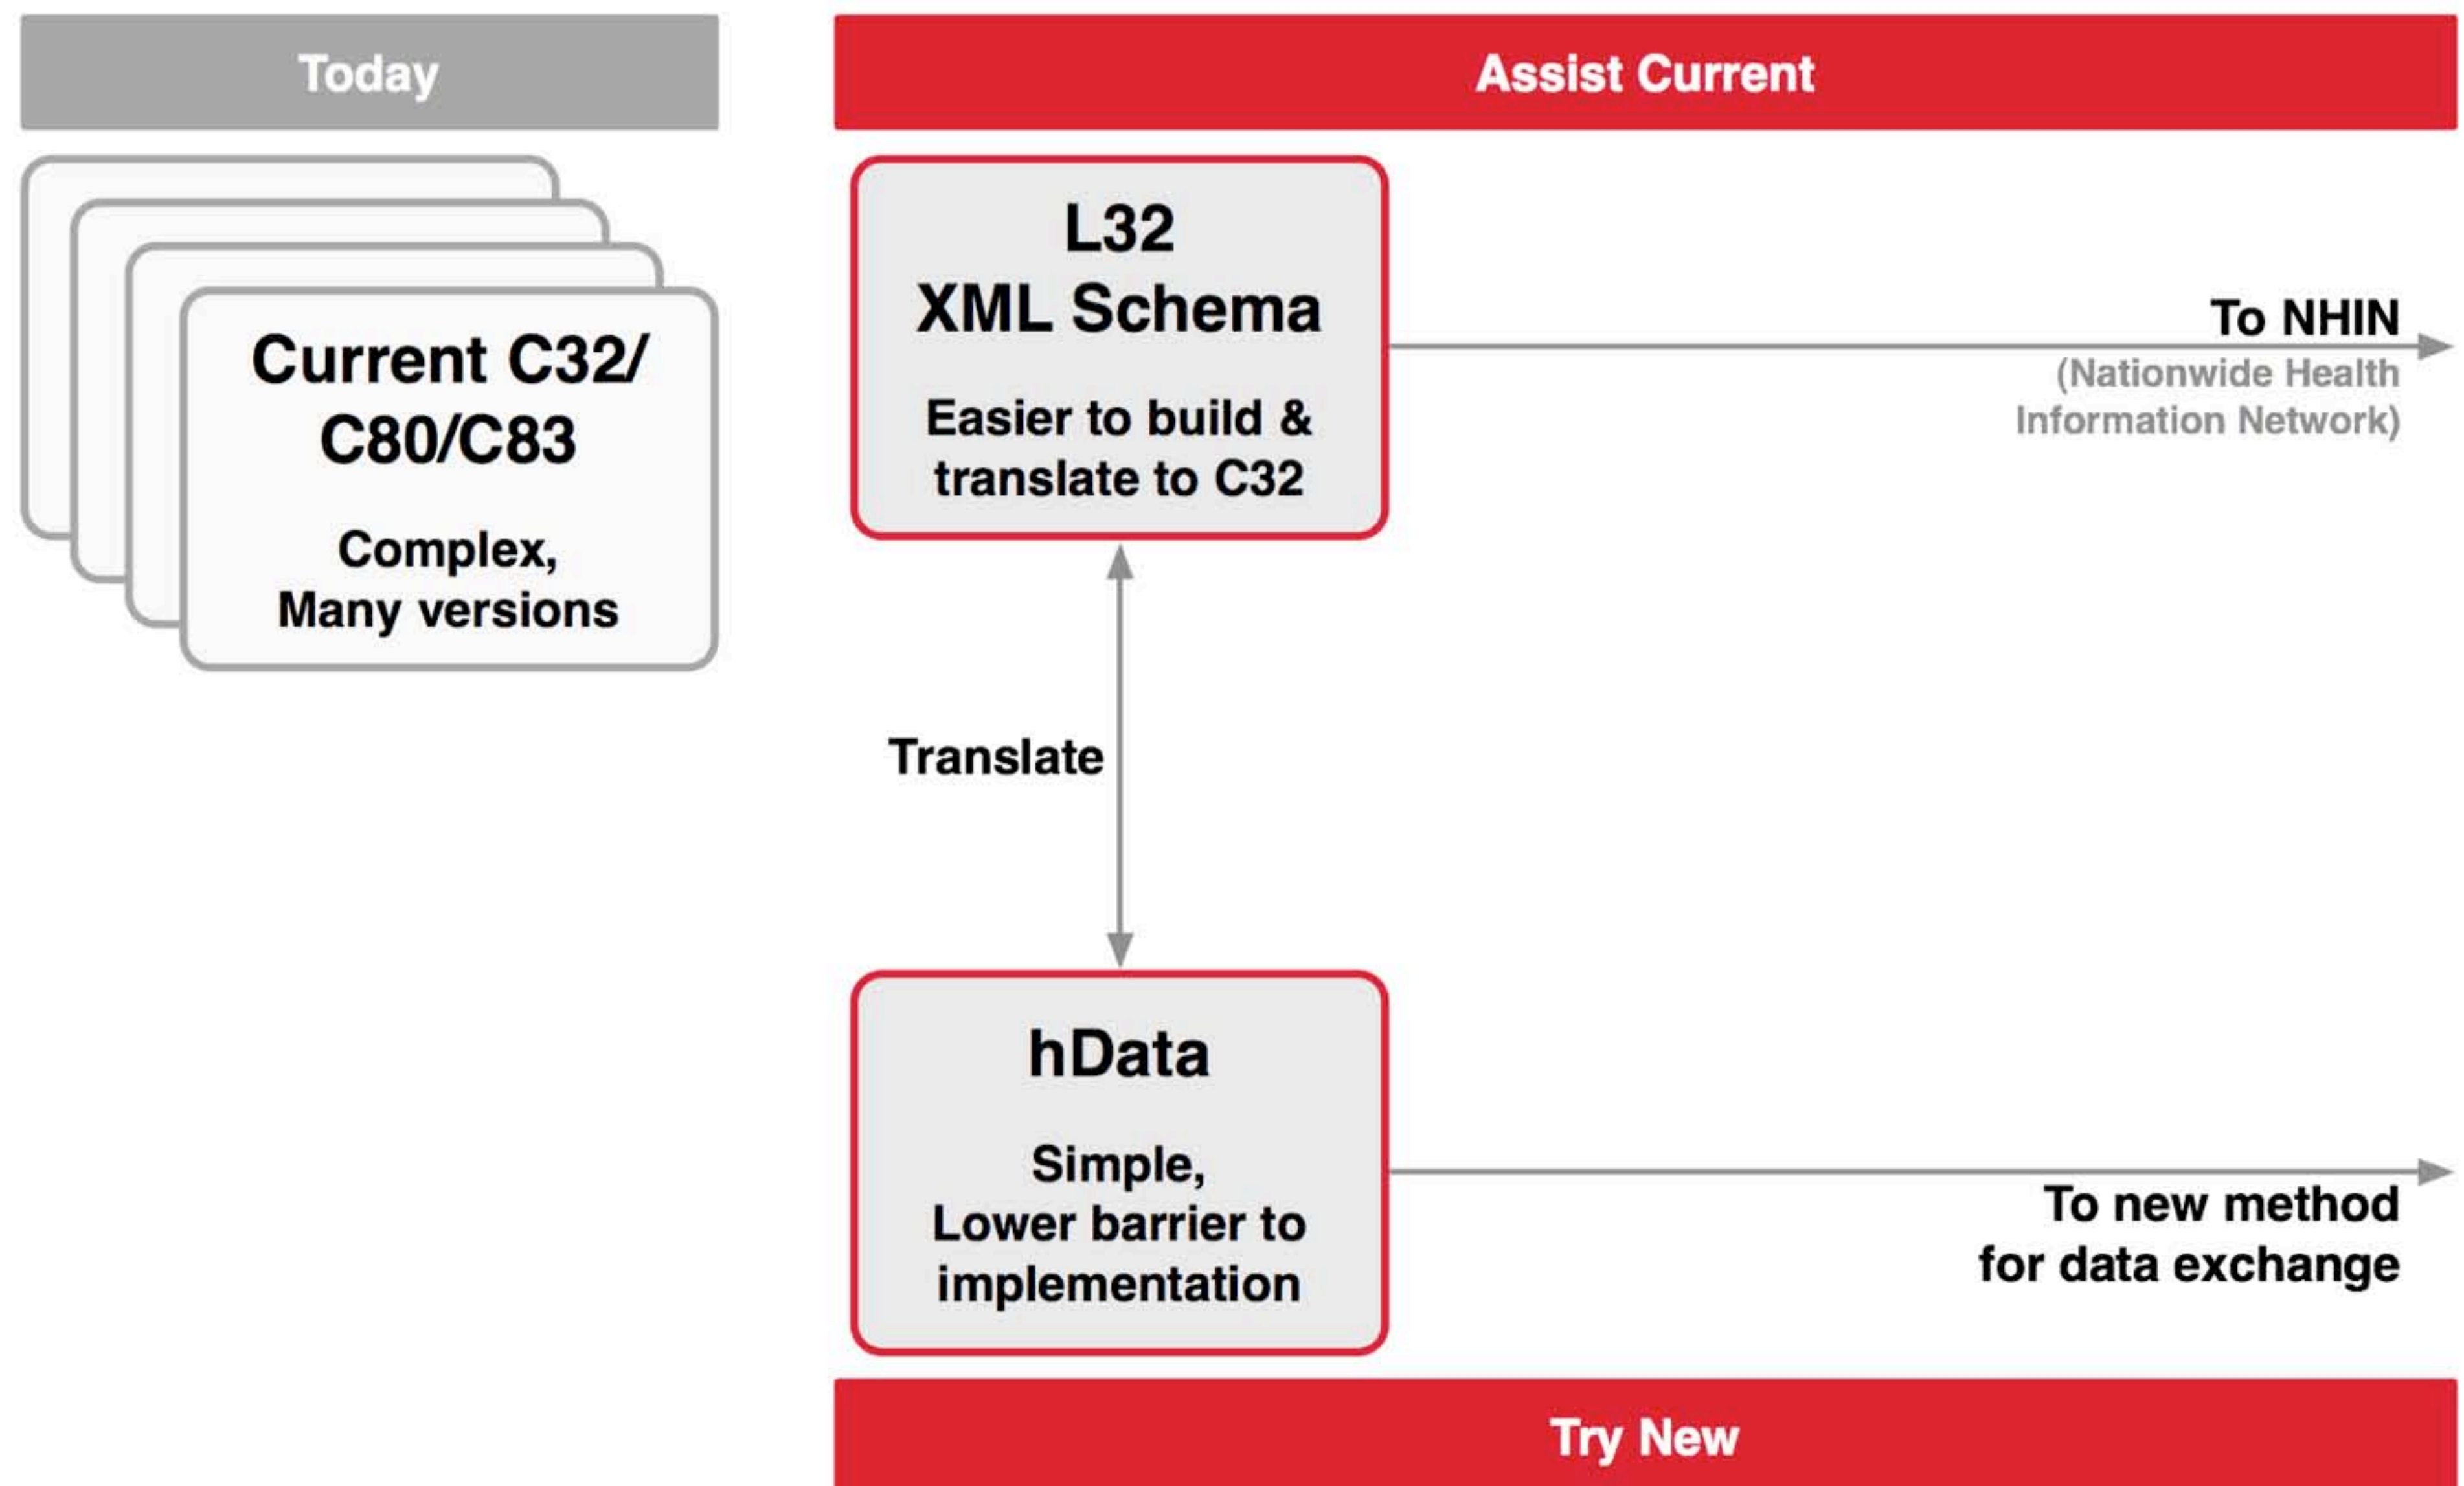 Today
Current C32/
C80/C83
Complex,
Many versions
Assist Current
L32
XML Schema
Easier to build &
translate to C32
To NHIN
(Nationwide Health
Information Network)
Translate
hData
Simple,
Lower barrier to
implementation
To new method
for data exchange
Try New